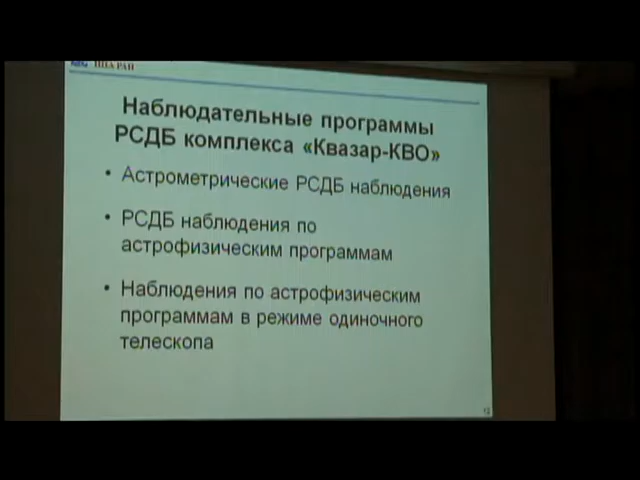 ИПА РАН
Наблюдательные программы
РСДБ комплекса «Квазар-КВО»
• Астрометрические РСДБ наблюдения
• РСДБ наблюдения по
астрофизическим программам
• Наблюдения по астрофизическим
программам в режиме одиночного
телескопа